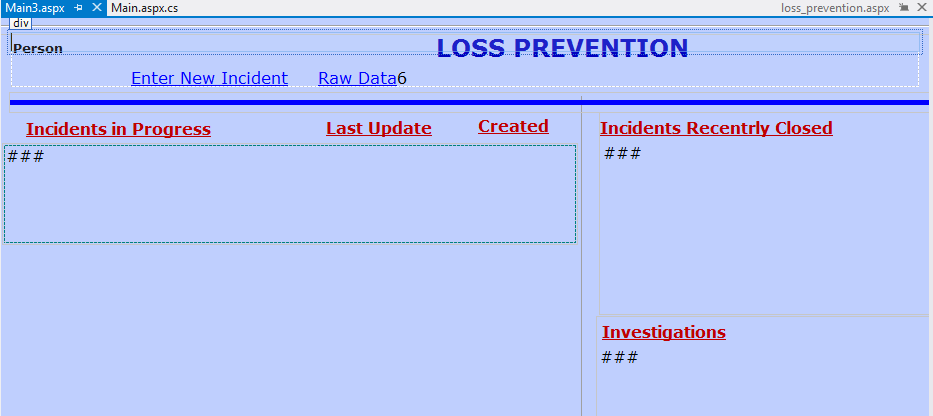 Main3.aspx Main.aspx.cs loss_prevention.aspx
div
Person LOSS PREVENTION
Enter New Incident Raw Data6
Incidents in Progress Last Update Created Incidents Recentrly Closed
### ###
Investigations
###